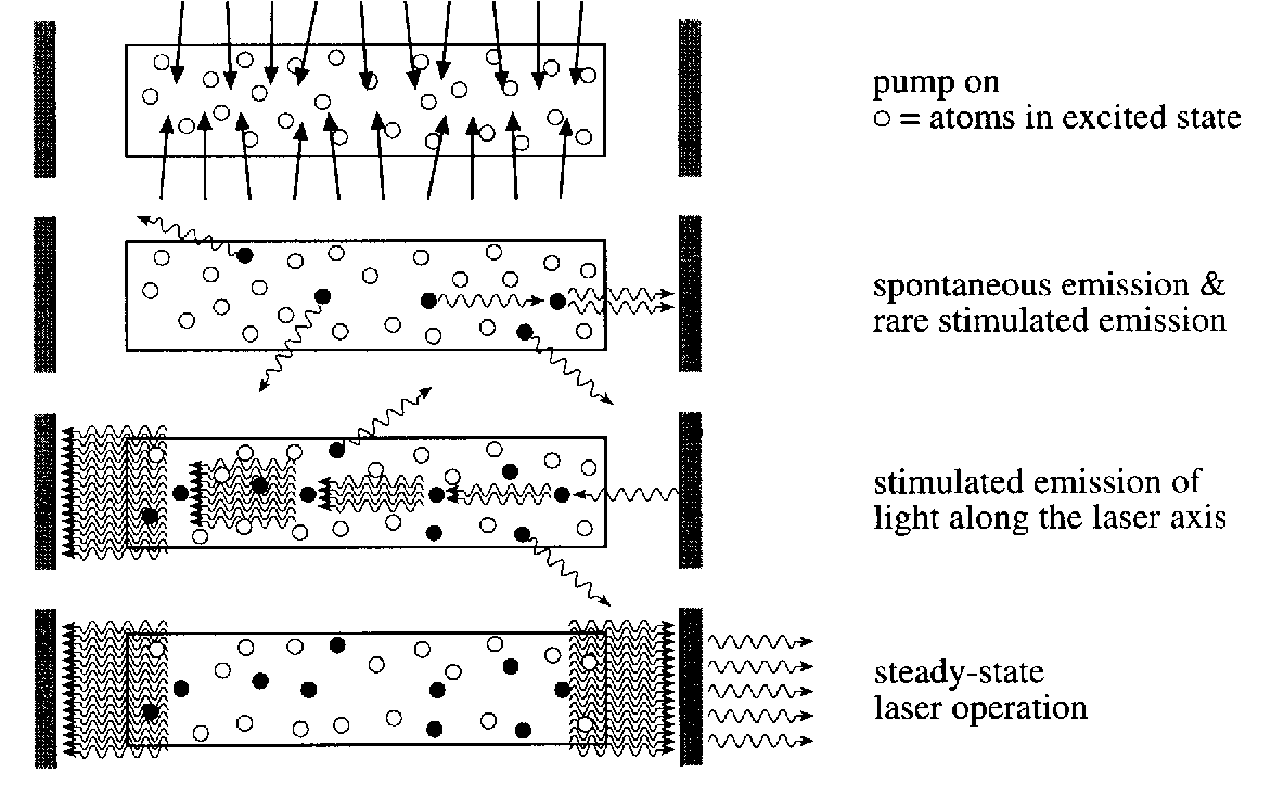 pump on
○ = atoms in excited state
spontaneous emission &
rare stimulated emission
stimulated emission of
light along the laser axis
steady-state
laser operation